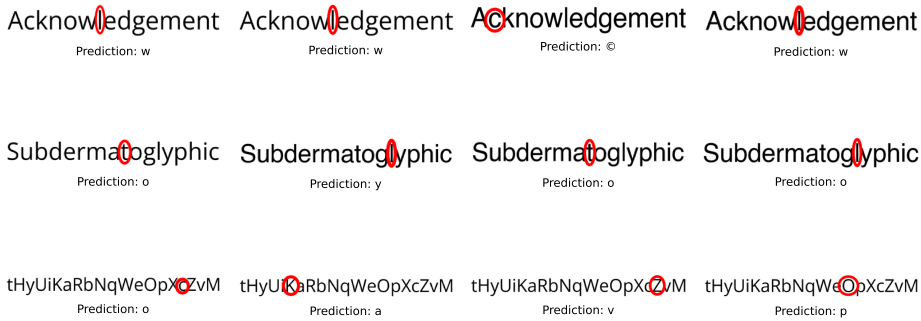 Acknowledgement Acknowledgement Acknowledgement Acknowledgement
Prediction: w Prediction: w Prediction: © Prediction: w
Subdermatoglyphic Subdermatoglyphic Subdermatoglyphic Subdermatoglyphic
Prediction: o Prediction: y Prediction: o Prediction: o
tHyUiKaRbNqWeOpXcZvM tHyUiKaRbNqWeOpXcZvM tHyUiKaRbNqWeOpXcZvM tHyUiKaRbNqWeOpXcZvM
Prediction: o Prediction: a Prediction: v Prediction: p